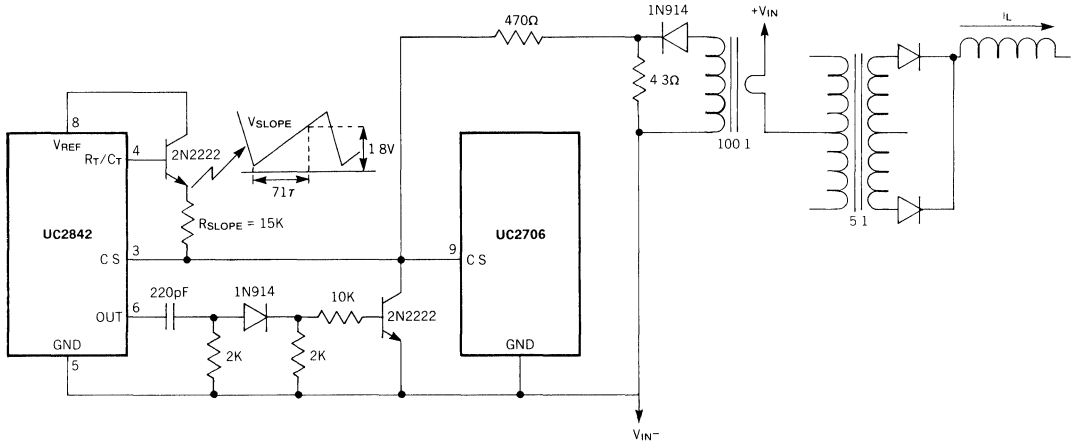 470Ω
1N914
+VIN
iL
4 3Ω
100 1
5 1
8
VREF
4
RT/CT
2N2222
VSLOPE
1 8V
71τ
RSLOPE = 15K
UC2842
UC2706
3
C S
9
C S
220pF
1N914
10K
6
OUT
2N2222
2K
2K
GND
5
GND
VIN−